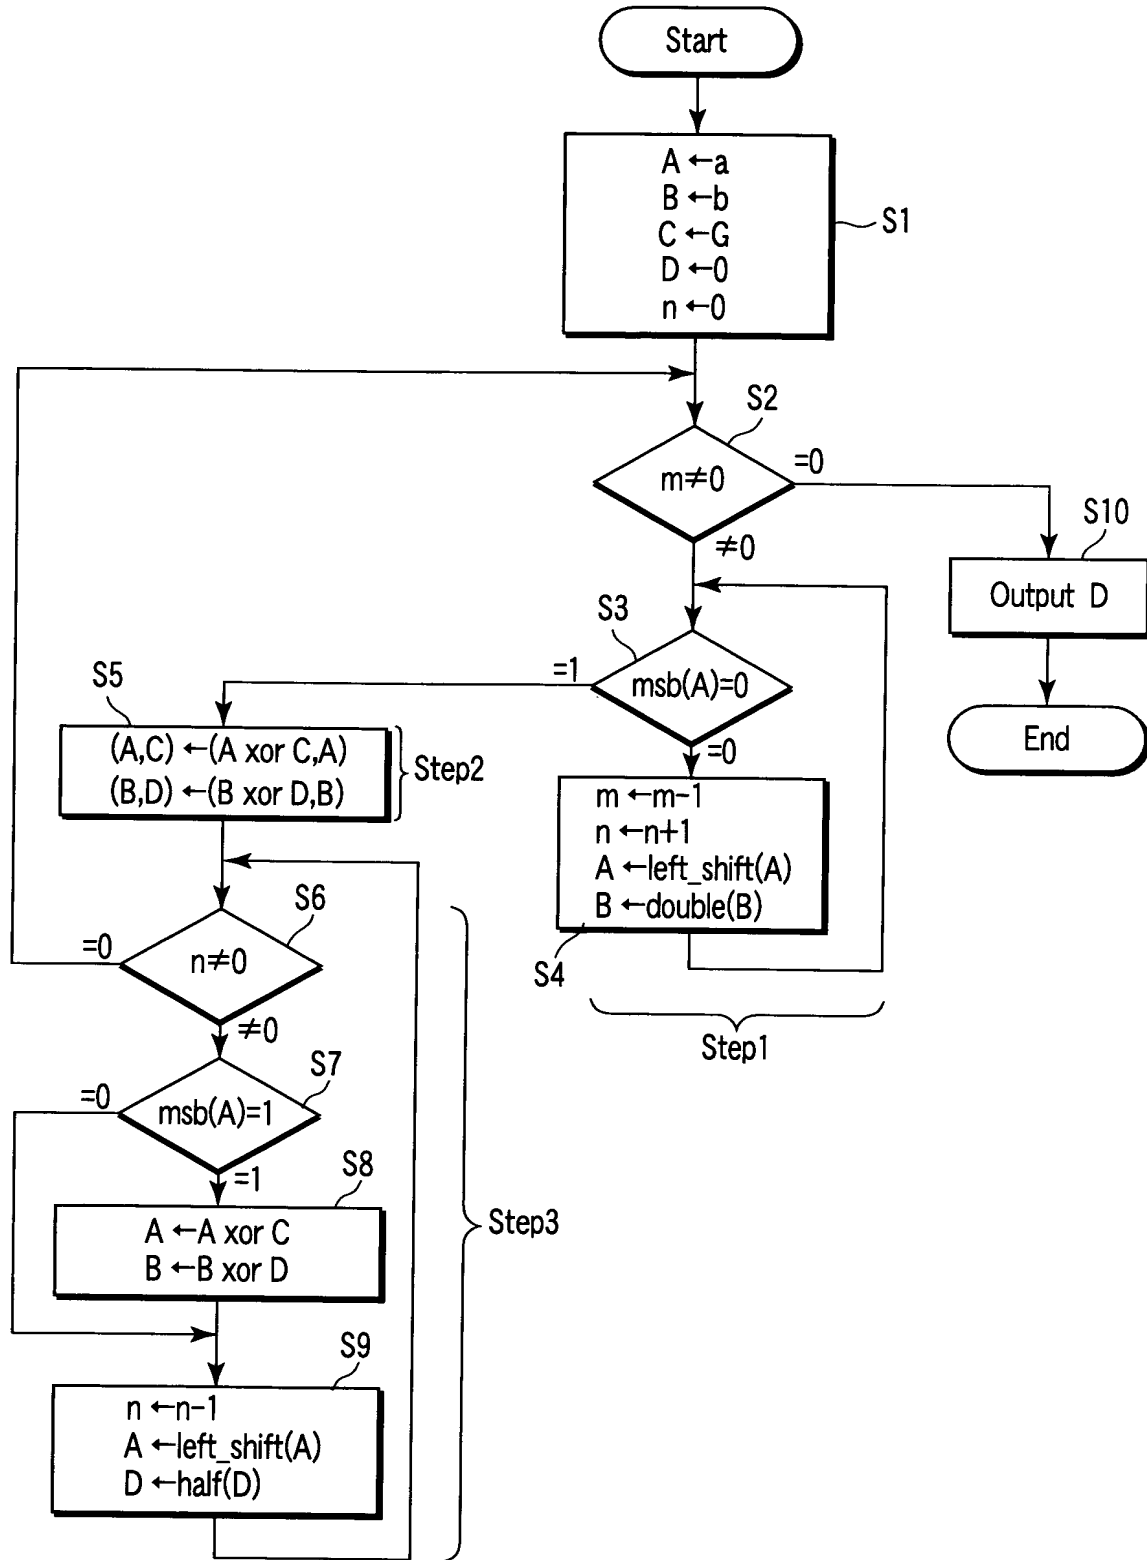 Start
A ←a
B ←b
C ←G
D ←0
n ←0
S1
S2
m≠0
=0
≠0
S10
Output D
End
S3
msb(A)=0
=1
=0
S4
m ←m-1
n ←n+1
A ←left_shift(A)
B ←double(B)
Step1
S5
(A,C) ←(A xor C,A)
(B,D) ←(B xor D,B)
Step2
S6
n≠0
=0
≠0
S7
msb(A)=1
=0
=1
S8
A ←A xor C
B ←B xor D
Step3
S9
n ←n-1
A ←left_shift(A)
D ←half(D)